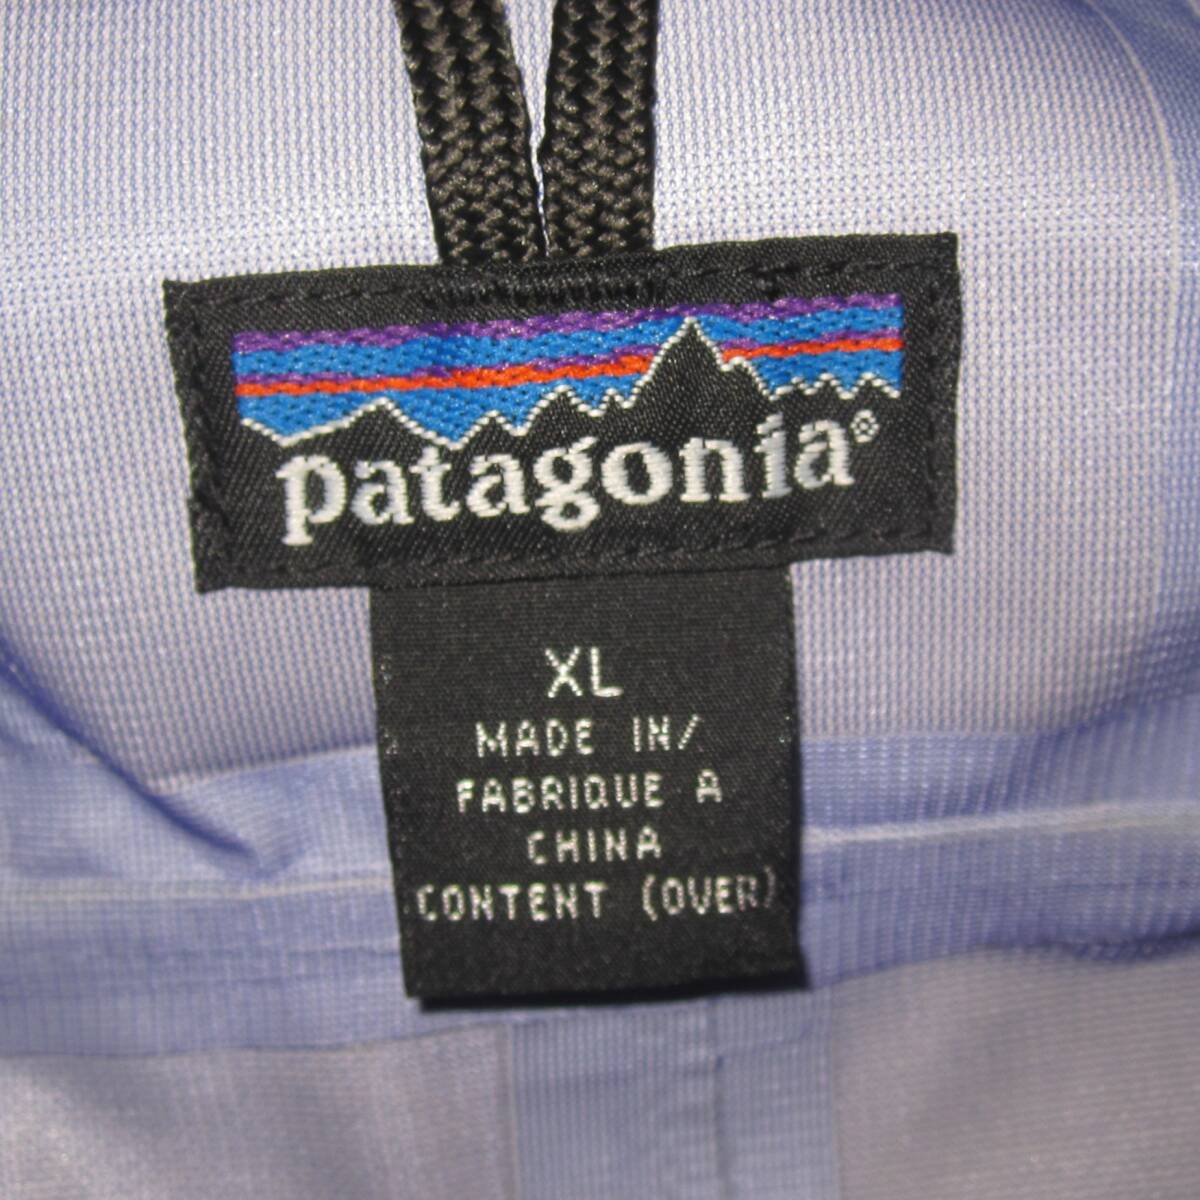 patagonia®
XL
MADE IN/
FABRIQUE A
CHINA
CONTENT (OVER)